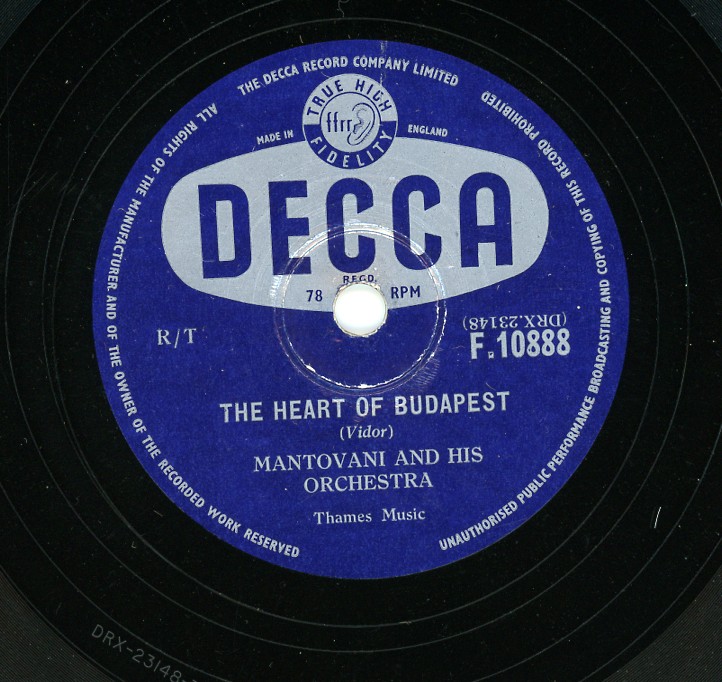 THE DECCA RECORD COMPANY LIMITED
ALL RIGHTS OF THE MANUFACTURER AND OF THE OWNER OF THE RECORDED WORK RESERVED
UNAUTHORISED PUBLIC PERFORMANCE BROADCASTING AND COPYING OF THIS RECORD PROHIBITED
TRUE HIGH
ffrr
FIDELITY
MADE IN ENGLAND
DECCA
REGD
78 RPM
R/T
(DRX.23148)
F.10888
THE HEART OF BUDAPEST
(Vidor)
MANTOVANI AND HIS
ORCHESTRA
Thames Music
DRX-23148-